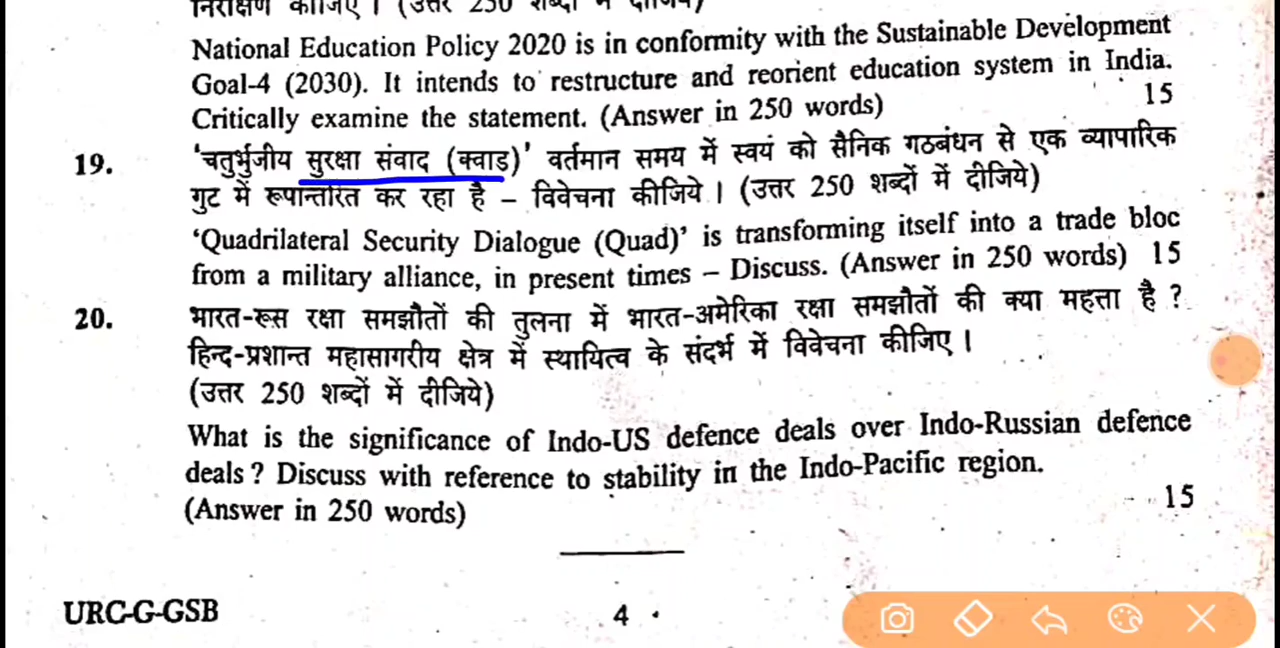 निरीक्षण कीजिए । (उत्तर 250 शब्दों में दीजिये)
National Education Policy 2020 is in conformity with the Sustainable Development
Goal-4 (2030). It intends to restructure and reorient education system in India.
Critically examine the statement. (Answer in 250 words) 15
19. 'चतुर्भुजीय सुरक्षा संवाद (क्वाड)' वर्तमान समय में स्वयं को सैनिक गठबंधन से एक व्यापारिक
गुट में रूपान्तरित कर रहा है – विवेचना कीजिये । (उत्तर 250 शब्दों में दीजिये)
'Quadrilateral Security Dialogue (Quad)' is transforming itself into a trade bloc
from a military alliance, in present times – Discuss. (Answer in 250 words) 15
20. भारत-रूस रक्षा समझौतों की तुलना में भारत-अमेरिका रक्षा समझौतों की क्या महत्ता है ?
हिन्द-प्रशान्त महासागरीय क्षेत्र में स्थायित्व के संदर्भ में विवेचना कीजिए ।
(उत्तर 250 शब्दों में दीजिये)
What is the significance of Indo-US defence deals over Indo-Russian defence
deals ? Discuss with reference to stability in the Indo-Pacific region.
(Answer in 250 words) 15
URC-G-GSB 4